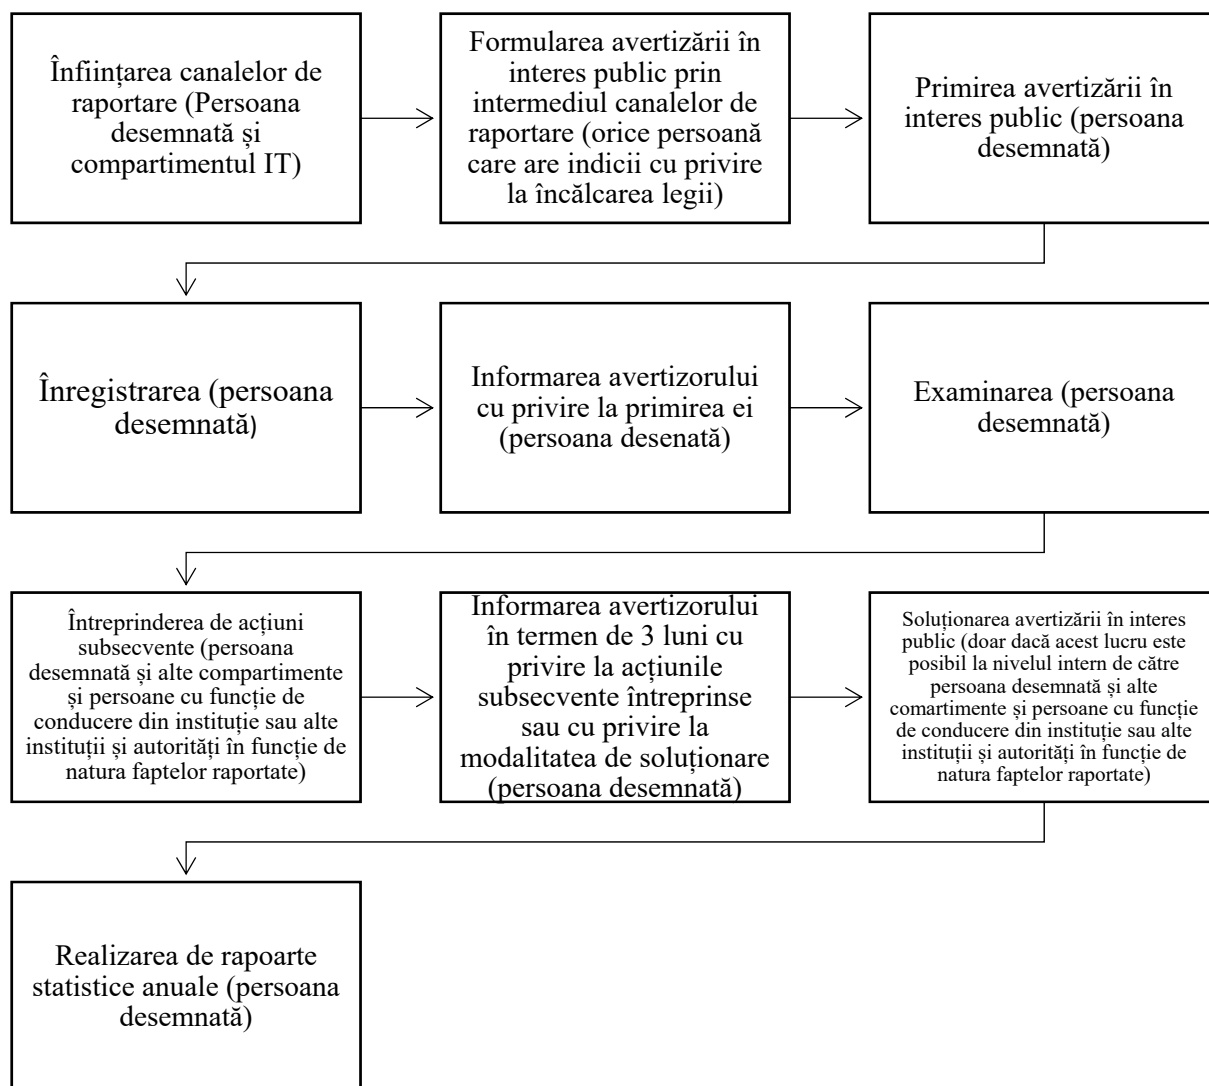 Înființarea canalelor de
raportare (Persoana
desemnată și
compartimentul IT)
Formularea avertizării în
interes public prin
intermediul canalelor de
raportare (orice persoană
care are indicii cu privire
la încălcarea legii)
Primirea avertizării în
interes public (persoana
desemnată)
Înregistrarea (persoana
desemnată)
Informarea avertizorului
cu privire la primirea ei
(persoana desenată)
Examinarea (persoana
desemnată)
Întreprinderea de acțiuni
subsecvente (persoana
desemnată și alte compartimente
și persoane cu funcție de
conducere din instituție sau alte
instituții și autorități în funcție de
natura faptelor raportate)
Informarea avertizorului
în termen de 3 luni cu
privire la acțiunile
subsecvente întreprinse
sau cu privire la
modalitatea de soluționare
(persoana desemnată)
Soluționarea avertizării în interes
public (doar dacă acest lucru este
posibil la nivelul intern de către
persoana desemnată și alte
comartimente și persoane cu funcție
de conducere din instituție sau alte
instituții și autorități în funcție de
natura faptelor raportate)
Realizarea de rapoarte
statistice anuale (persoana
desemnată)